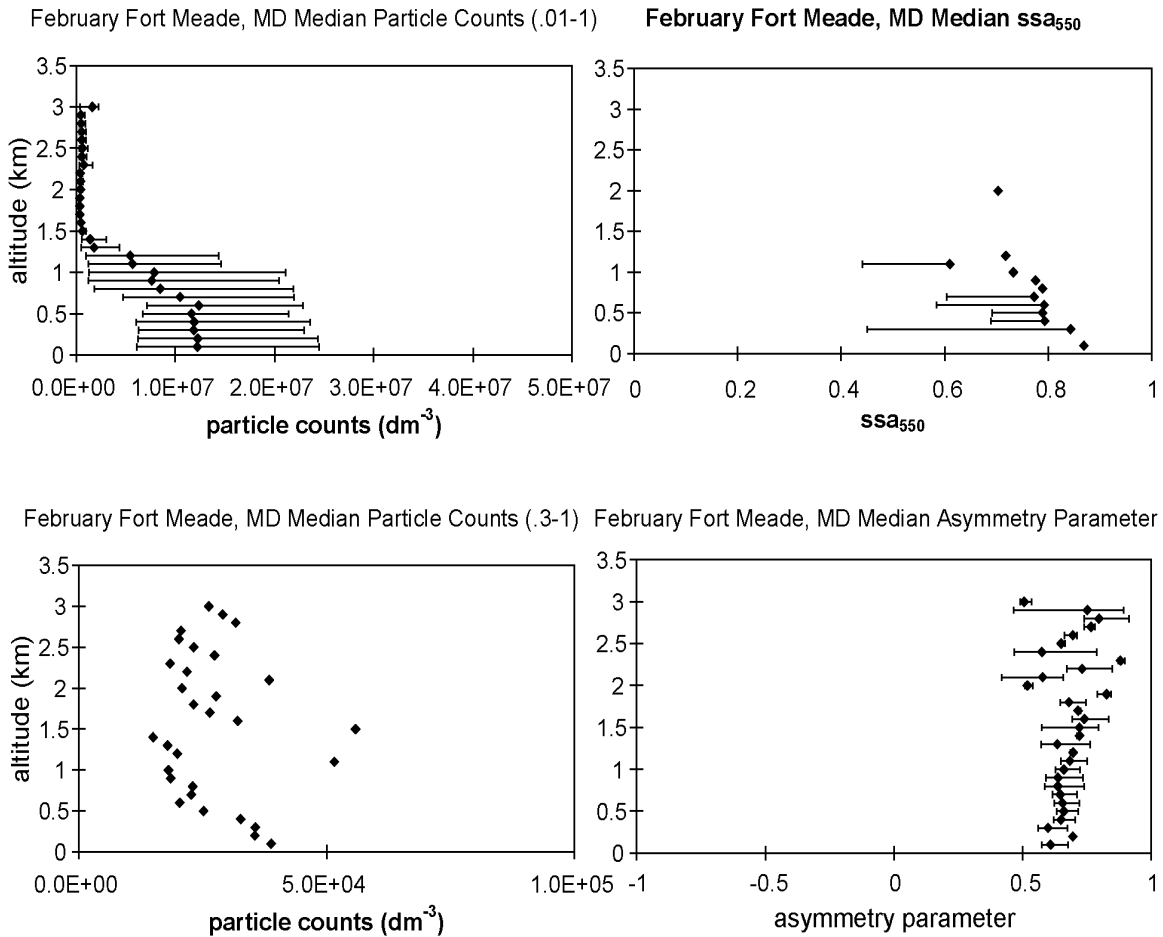 February Fort Meade, MD Median Particle Counts (.01-1)
3.5
3
2.5
2
1.5
1
0.5
0
altitude (km)
0.0E+00 1.0E+07 2.0E+07 3.0E+07 4.0E+07 5.0E+07
particle counts (dm-3)
February Fort Meade, MD Median ssa550
3.5
3
2.5
2
1.5
1
0.5
0
0 0.2 0.4 0.6 0.8 1
ssa550
February Fort Meade, MD Median Particle Counts (.3-1)
3.5
3
2.5
2
1.5
1
0.5
0
altitude (km)
0.0E+00 5.0E+04 1.0E+05
particle counts (dm-3)
February Fort Meade, MD Median Asymmetry Parameter
3.5
3
2.5
2
1.5
1
0.5
0
-1 -0.5 0 0.5 1
asymmetry parameter